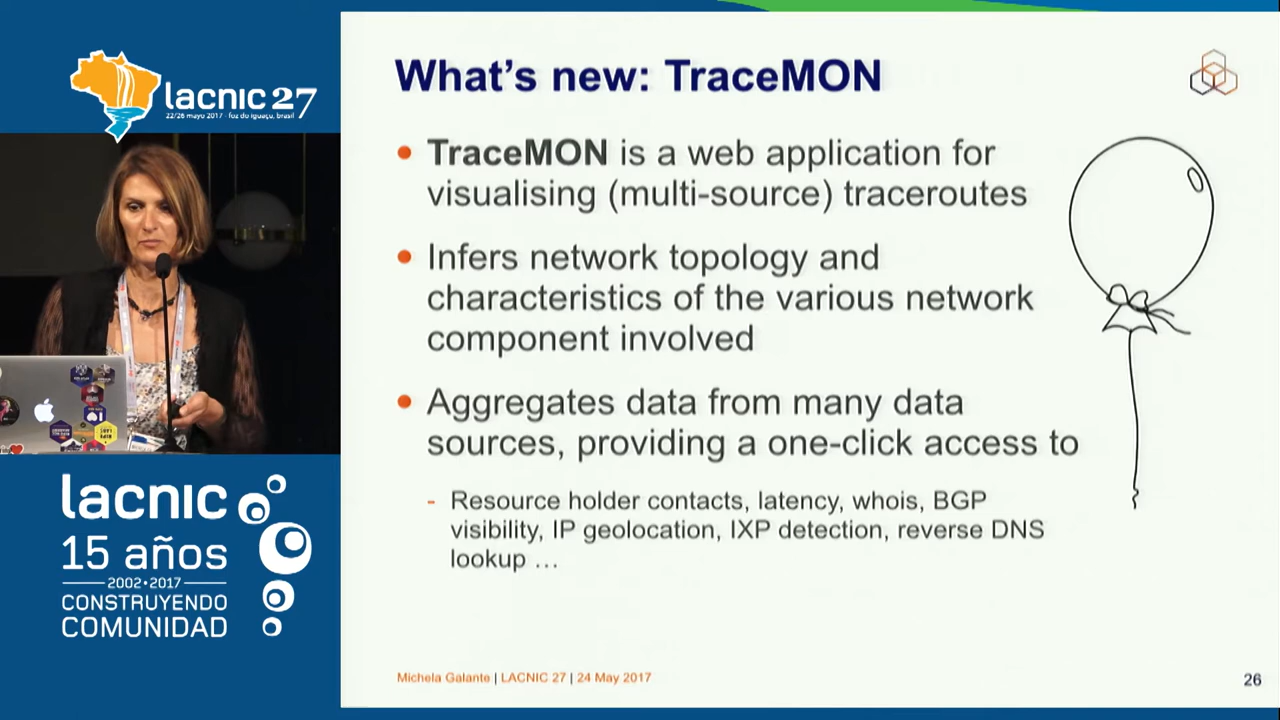 lacnic 27
22/26 mayo 2017 - foz do iguaçu, brasil
lacnic
15 años
2002•2017
CONSTRUYENDO
COMUNIDAD
What's new: TraceMON
• TraceMON is a web application for
visualising (multi-source) traceroutes
• Infers network topology and
characteristics of the various network
component involved
• Aggregates data from many data
sources, providing a one-click access to
- Resource holder contacts, latency, whois, BGP
visibility, IP geolocation, IXP detection, reverse DNS
lookup …
Michela Galante | LACNIC 27 | 24 May 2017
26